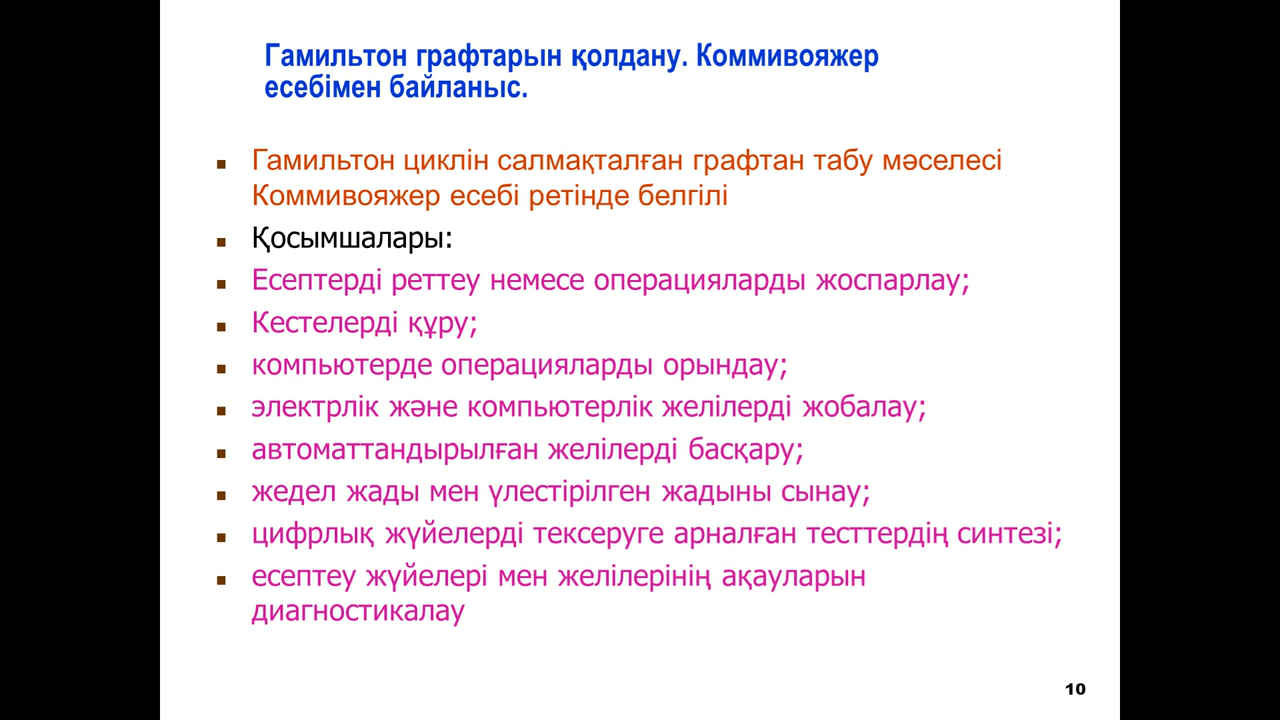 Гамильтон графтарын қолдану. Коммивояжер
есебімен байланыс.
Гамильтон циклін салмақталған графтан табу мәселесі
Коммивояжер есебі ретінде белгілі
Қосымшалары:
Есептерді реттеу немесе операцияларды жоспарлау;
Кестелерді құру;
компьютерде операцияларды орындау;
электрлік және компьютерлік желілерді жобалау;
автоматтандырылған желілерді басқару;
жедел жады мен үлестірілген жадыны сынау;
цифрлық жүйелерді тексеруге арналған тесттердің синтезі;
есептеу жүйелері мен желілерінің ақауларын
диагностикалау
10